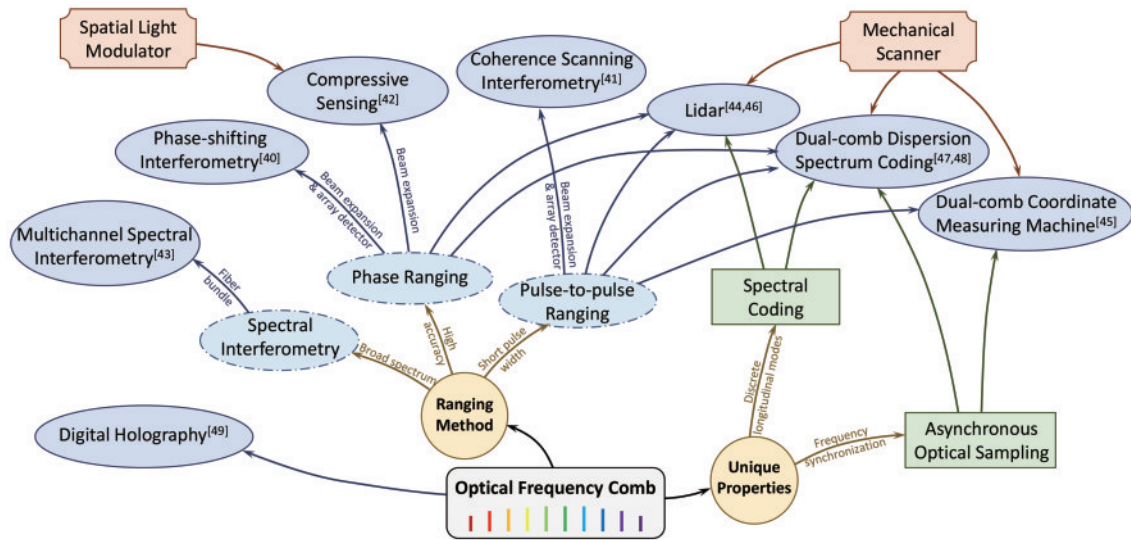 Spatial Light
Modulator
Mechanical
Scanner
Coherence Scanning
Interferometry[41]
Compressive
Sensing[42]
Lidar[44,46]
Phase-shifting
Interferometry[40]
Dual-comb Dispersion
Spectrum Coding[47,48]
Beam expansion
& array detector
Beam expansion
Beam expansion
& array detector
Dual-comb Coordinate
Measuring Machine[45]
Multichannel Spectral
Interferometry[43]
Fiber
bundle
Phase Ranging
Pulse-to-pulse
Ranging
Spectral
Coding
Spectral
Interferometry
Broad spectrum
High
accuracy
Short pulse
width
Discrete
longitudinal modes
Ranging
Method
Digital Holography[49]
Frequency
synchronization
Asynchronous
Optical Sampling
Unique
Properties
Optical Frequency Comb